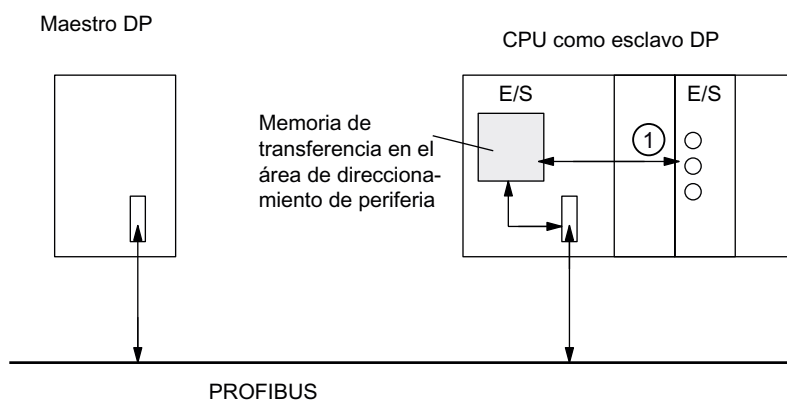 Maestro DP
CPU como esclavo DP
E/S
E/S
Memoria de
transferencia en el
área de direcciona-
miento de periferia
1
PROFIBUS